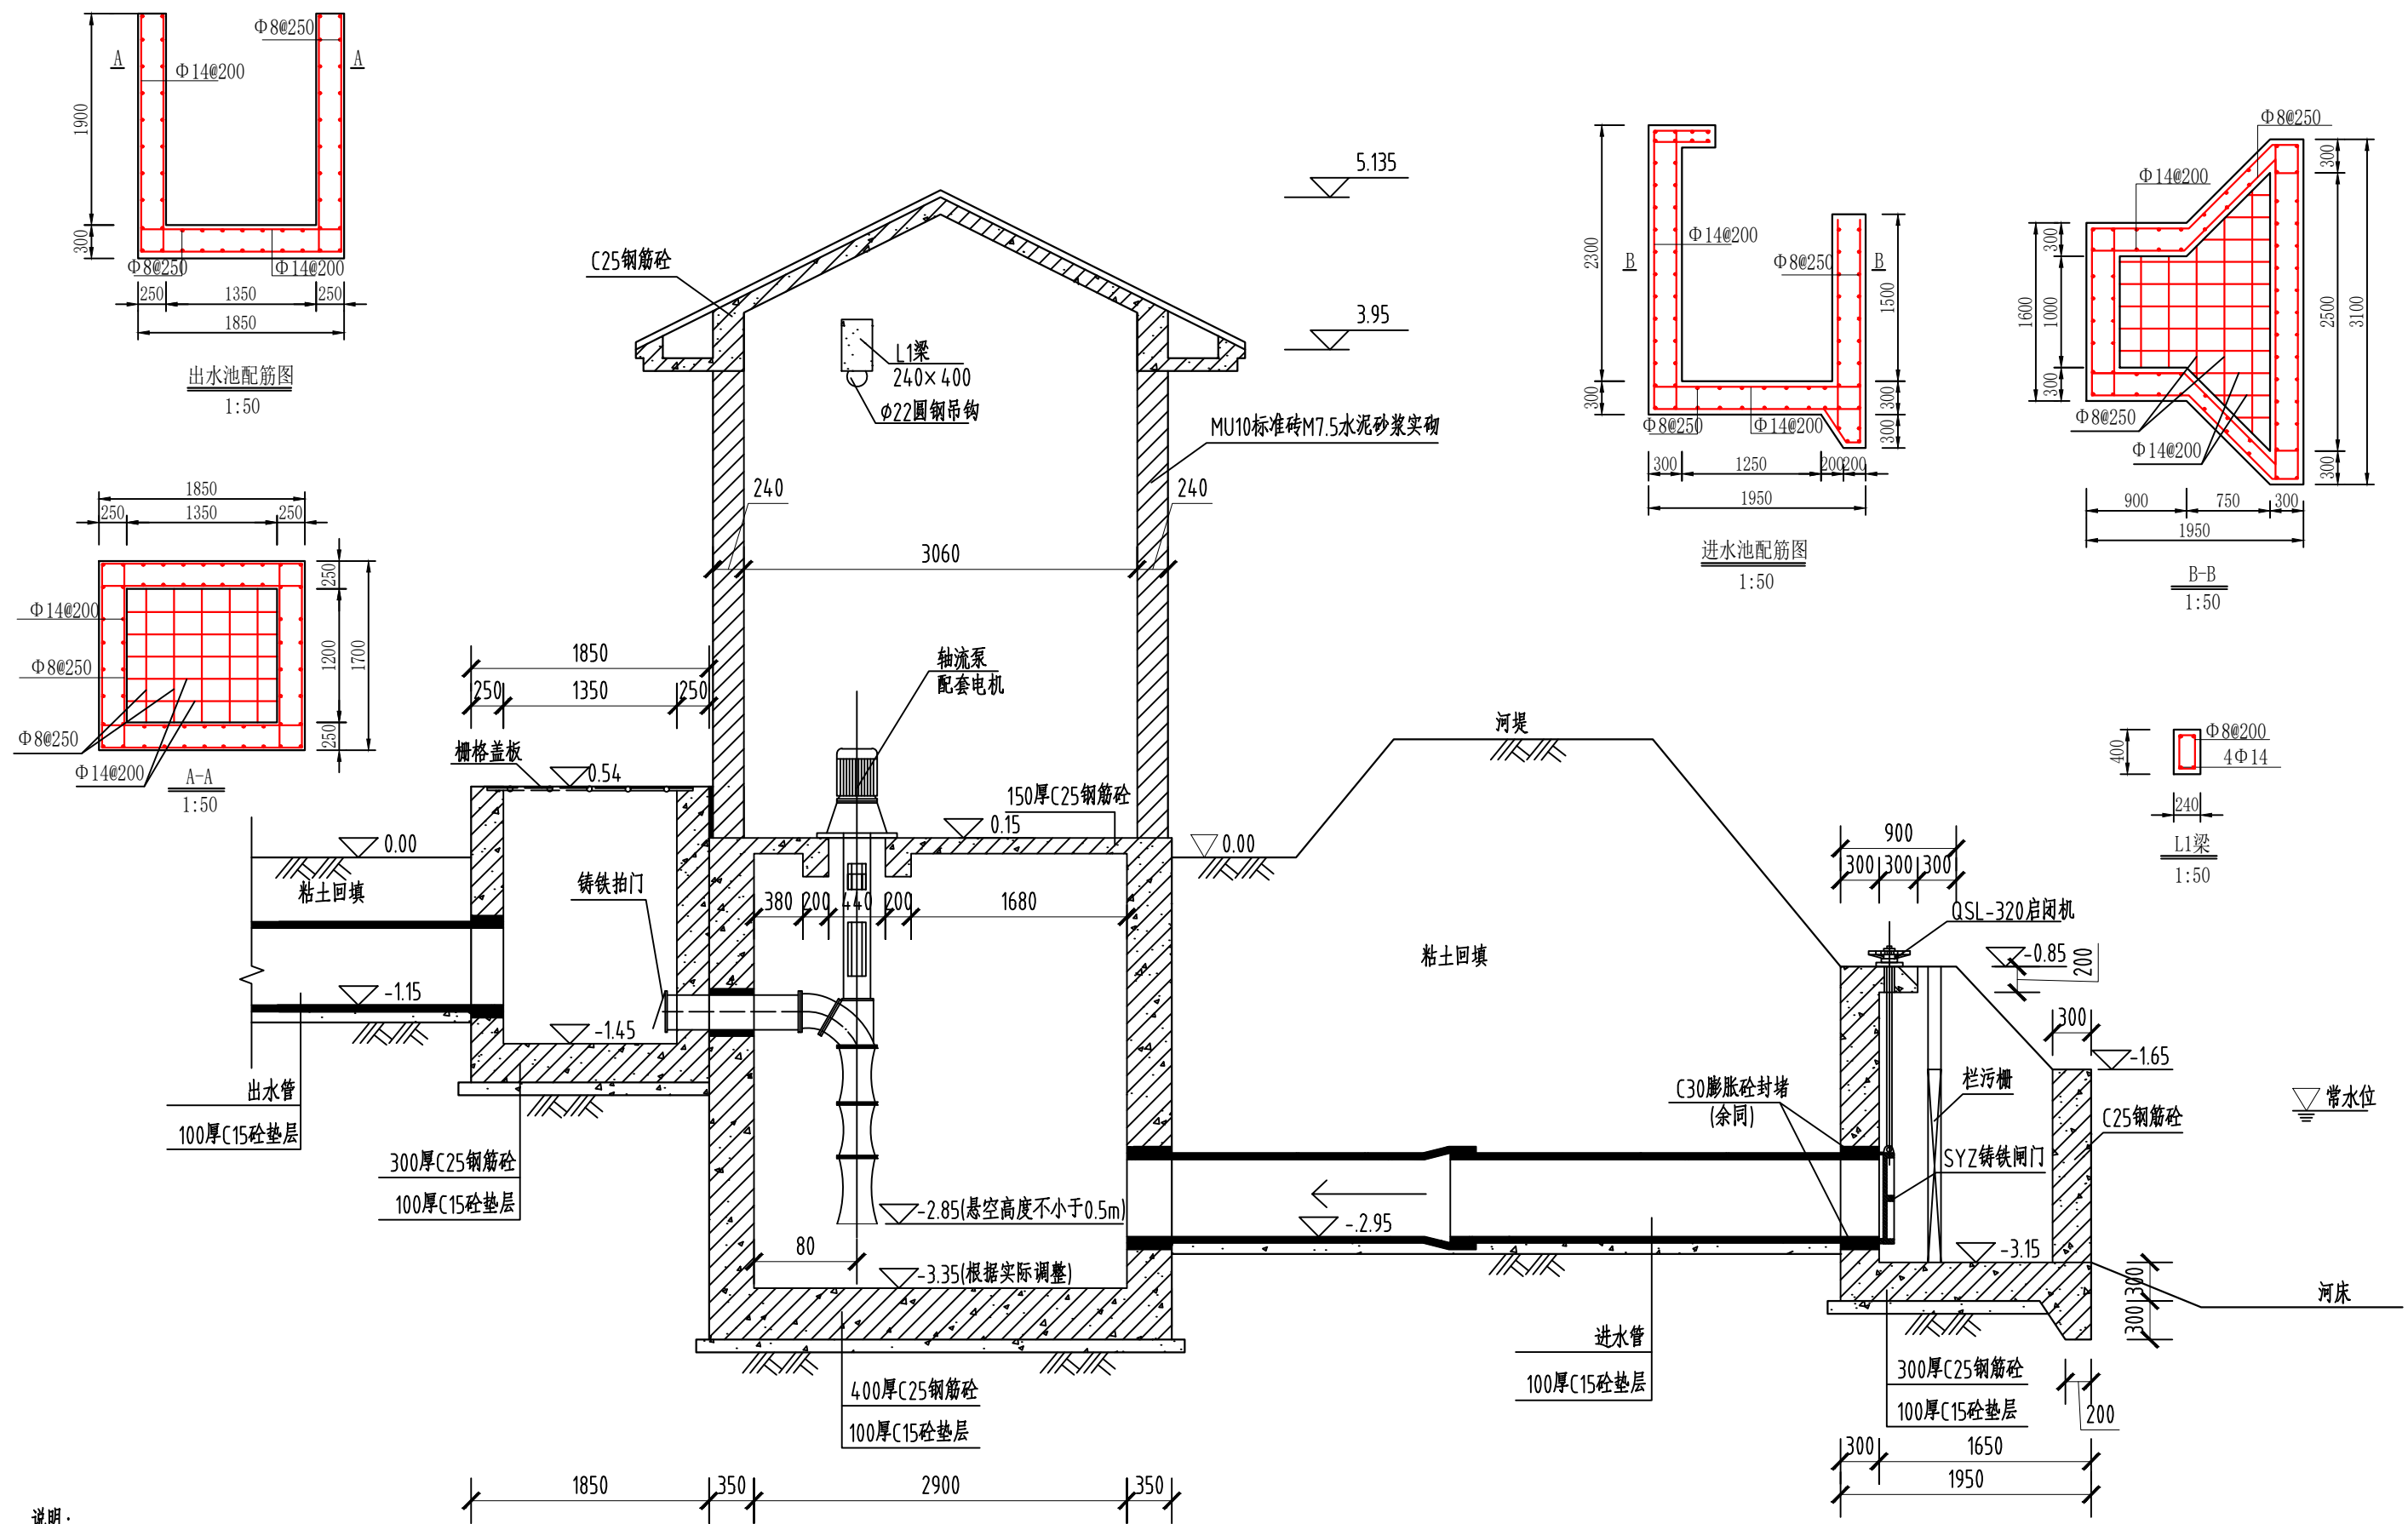 1900
300
A
A
Φ8@250
Φ14@200
Φ8@250
Φ14@200
250
1350
250
1850
出水池配筋图
1:50
1850
250
1350
250
Φ14@200
Φ8@250
Φ8@250
Φ14@200
250
1200
250
1700
A-A
1:50
C25钢筋砼
L1梁
240×400
ϕ22圆钢吊钩
5.135
3.95
MU10标准砖M7.5水泥砂浆实砌
240
3060
240
轴流泵
配套电机
1850
250
1350
250
栅格盖板
0.54
0.00
粘土回填
-1.15
-1.45
铸铁拍门
出水管
100厚C15砼垫层
300厚C25钢筋砼
100厚C15砼垫层
150厚C25钢筋砼
0.15
0.00
380
200
440
200
1680
-2.85(悬空高度不小于0.5m)
80
-3.35(根据实际调整)
400厚C25钢筋砼
100厚C15砼垫层
1850
350
2900
350
河堤
粘土回填
-.2.95
进水管
100厚C15砼垫层
C30膨胀砼封堵
(余同)
900
300
300
300
QSL-320启闭机
-0.85
200
300
-1.65
栏污栅
C25钢筋砼
SYZ铸铁闸门
-3.15
常水位
河床
300
300
300厚C25钢筋砼
100厚C15砼垫层
200
300
1650
1950
2300
300
B
B
Φ14@200
Φ8@250
Φ8@250
Φ14@200
1500
300
300
300
1250
200
200
1950
进水池配筋图
1:50
Φ8@250
Φ14@200
1600
300
1000
300
300
2500
300
3100
Φ8@250
Φ14@200
900
750
300
1950
B-B
1:50
400
Φ8@200
4Φ14
240
L1梁
1:50
说明: